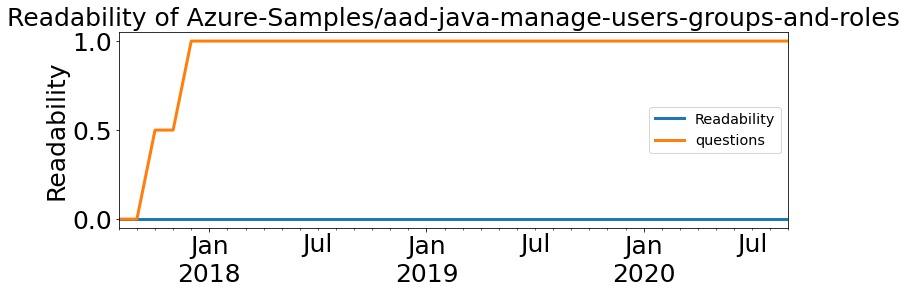 Readability of Azure-Samples/aad-java-manage-users-groups-and-roles
Readability
1.0
0.5
0.0
Readability
questions
Jan Jul Jan Jul Jan Jul
2018 2019 2020